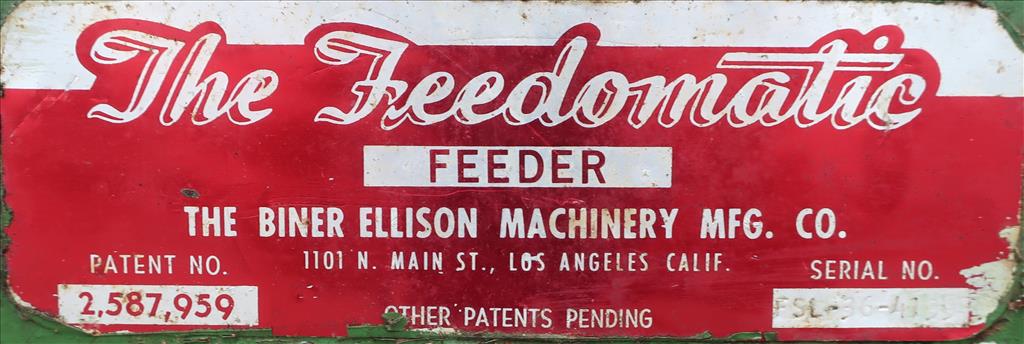 The Feedomatic
FEEDER
THE BINER ELLISON MACHINERY MFG. CO.
1101 N. MAIN ST., LOS ANGELES CALIF.
PATENT NO.
2,587,959
OTHER PATENTS PENDING
SERIAL NO.